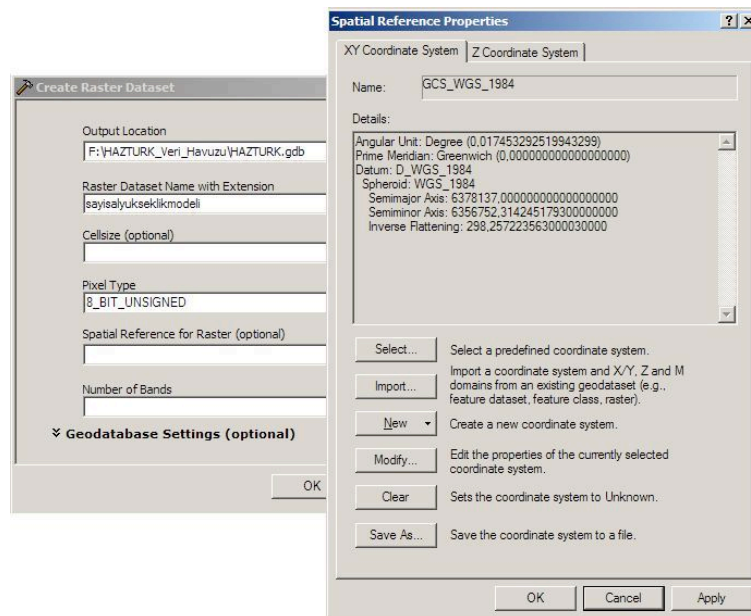 Create Raster Dataset
Output Location
F:\HAZTURK_Veri_Havuzu\HAZTURK.gdb
Raster Dataset Name with Extension
sayisalyukseklikmodeli
Cellsize (optional)
Pixel Type
8_BIT_UNSIGNED
Spatial Reference for Raster (optional)
Number of Bands
Geodatabase Settings (optional)
OK
Spatial Reference Properties
XY Coordinate System
Z Coordinate System
Name:
GCS_WGS_1984
Details:
Angular Unit: Degree (0,017453292519943299)
Prime Meridian: Greenwich (0,000000000000000000)
Datum: D_WGS_1984
Spheroid: WGS_1984
Semimajor Axis: 6378137,000000000000000000
Semiminor Axis: 6356752,314245179300000000
Inverse Flattening: 298,257223563000030000
Select...
Select a predefined coordinate system.
Import...
Import a coordinate system and X/Y, Z and M
domains from an existing geodataset (e.g.,
feature dataset, feature class, raster).
New
Create a new coordinate system.
Modify...
Edit the properties of the currently selected
coordinate system.
Clear
Sets the coordinate system to Unknown.
Save As...
Save the coordinate system to a file.
OK
Cancel
Apply